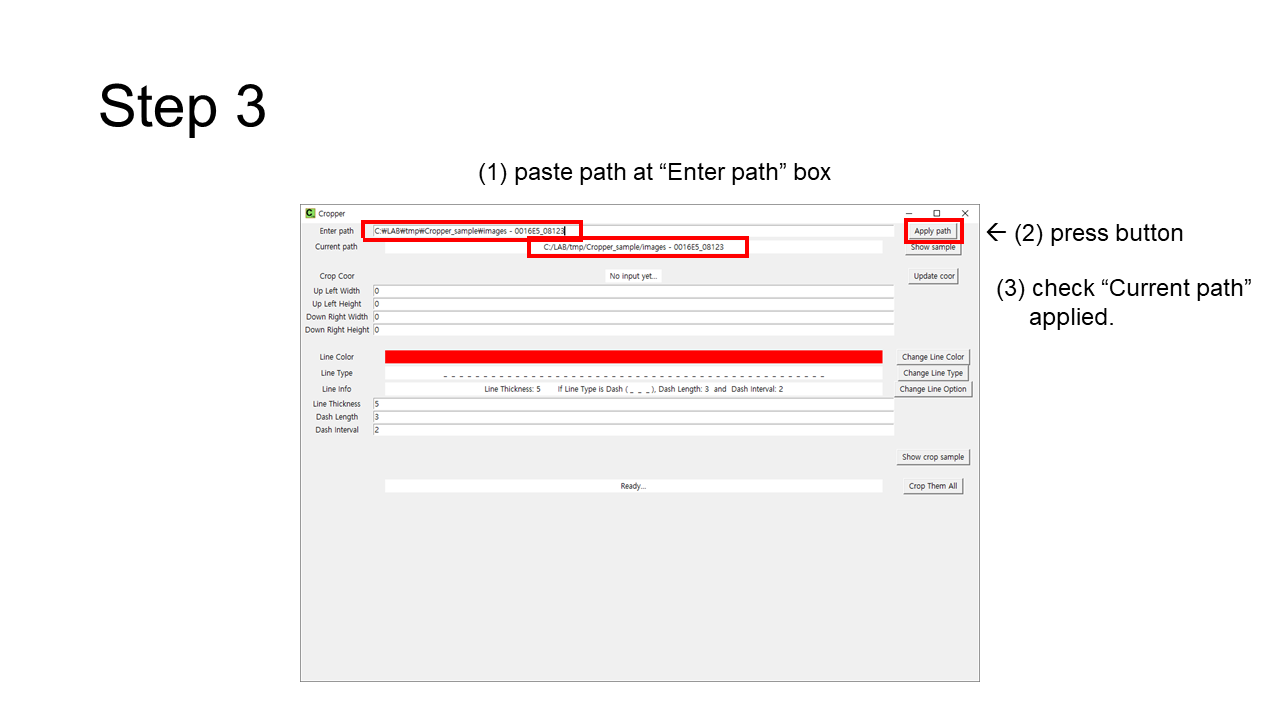 Step 3
(1) paste path at “Enter path” box
C. Cropper
Enter path C:₩LAB₩tmp₩Cropper_sample₩images - 0016E5_08123 Apply path
← (2) press button
Current path C:/LAB/tmp/Cropper_sample/images - 0016E5_08123 Show sample
Crop Coor No input yet... Update coor
(3) check “Current path”
applied.
Up Left Width 0
Up Left Height 0
Down Right Width 0
Down Right Height 0
Line Color Change Line Color
Line Type _ _ _ _ _ _ _ _ _ _ _ _ _ _ _ _ _ _ _ _ _ _ _ _ _ _ _ _ _ _ _ _ _ _ _ _ _ _ _ _ _ _ _ _ _ _ _ _ Change Line Type
Line Info Line Thickness: 5 If Line Type is Dash ( _ _ _ ), Dash Length: 3 and Dash Interval: 2 Change Line Option
Line Thickness 5
Dash Length 3
Dash Interval 2
Show crop sample
Ready... Crop Them All